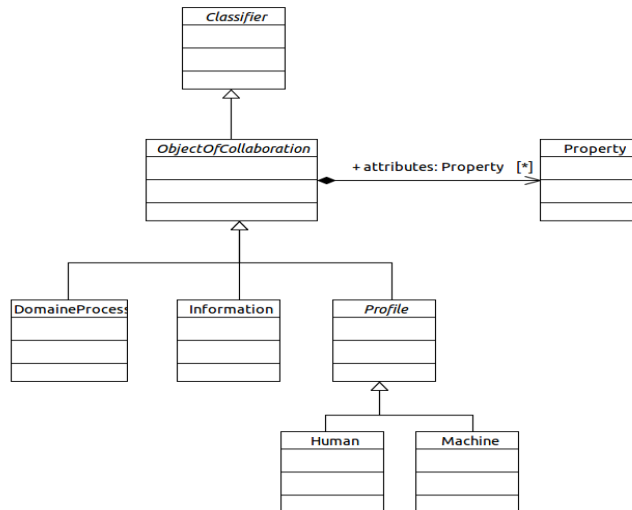 Classifier
ObjectOfCollaboration
+ attributes: Property [*]
Property
DomaineProcess
Information
Profile
Human
Machine